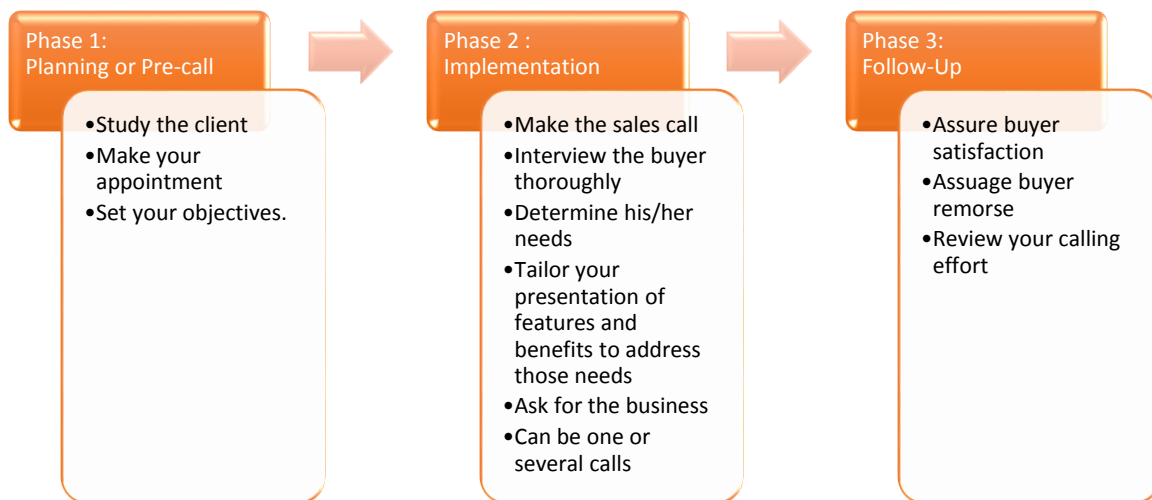 Phase 1:
Planning or Pre-call
•Study the client
•Make your
appointment
•Set your objectives.
Phase 2 :
Implementation
•Make the sales call
•Interview the buyer
thoroughly
•Determine his/her
needs
•Tailor your
presentation of
features and
benefits to address
those needs
•Ask for the business
•Can be one or
several calls
Phase 3:
Follow-Up
•Assure buyer
satisfaction
•Assuage buyer
remorse
•Review your calling
effort